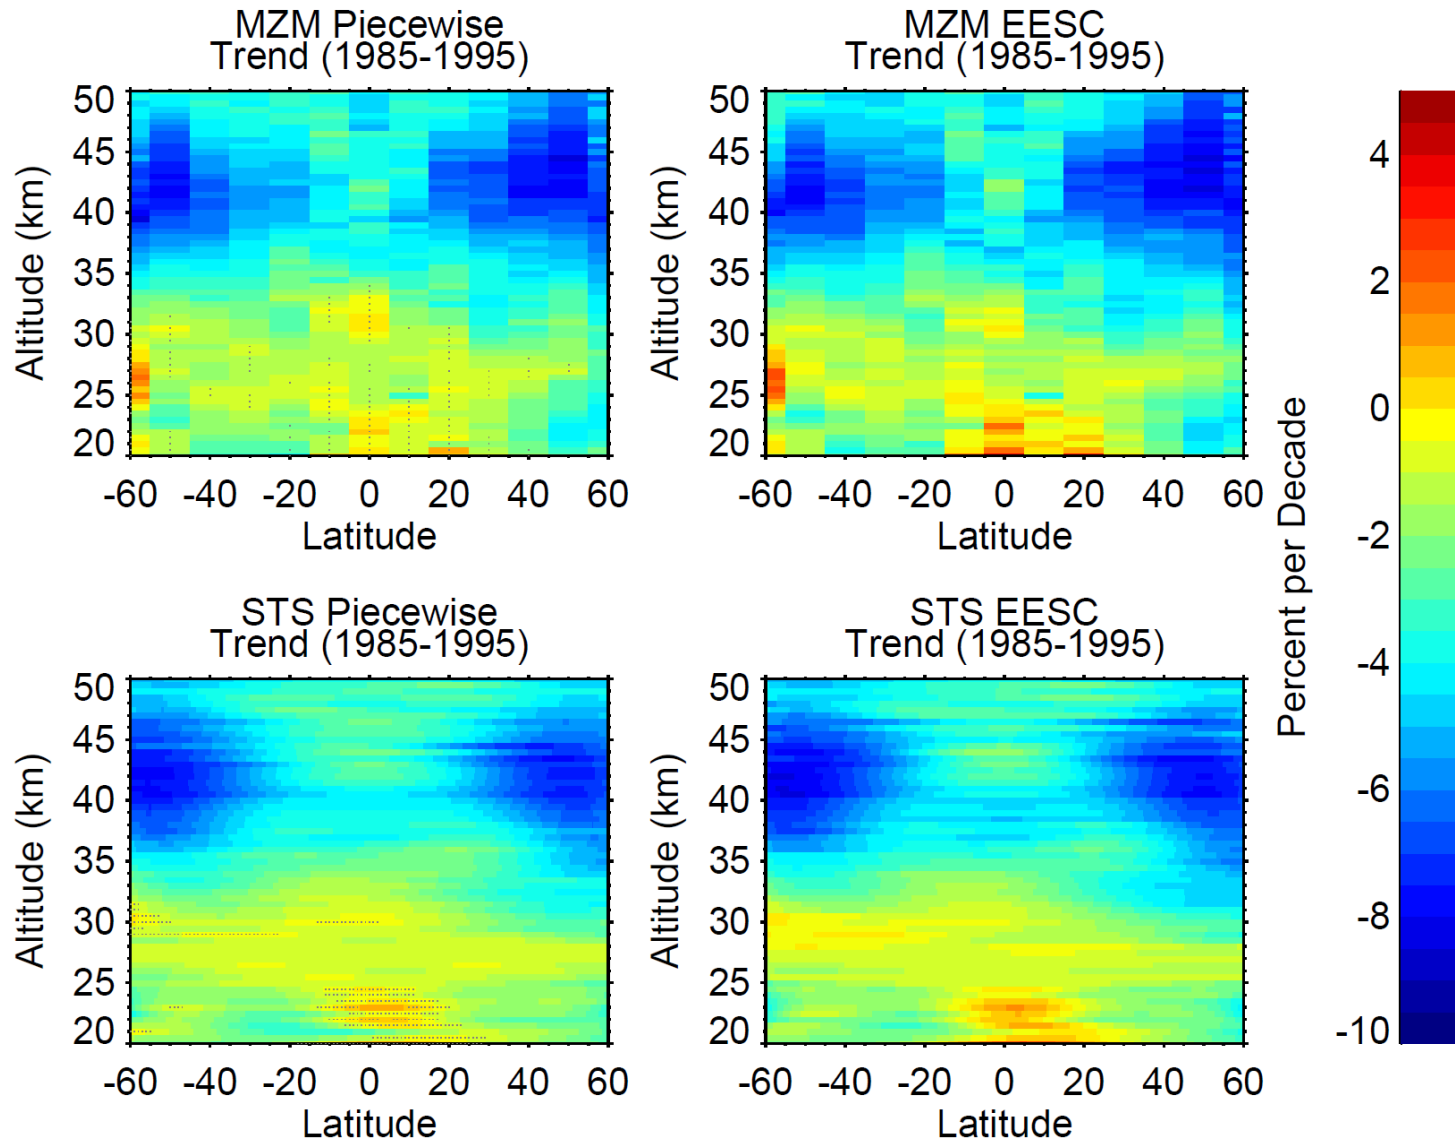 MZM Piecewise
Trend (1985-1995)
MZM EESC
Trend (1985-1995)
50
45
40
35
30
25
20
Altitude (km)
-60 -40 -20 0 20 40 60
Latitude
50
45
40
35
30
25
20
Altitude (km)
-60 -40 -20 0 20 40 60
Latitude
STS Piecewise
Trend (1985-1995)
STS EESC
Trend (1985-1995)
50
45
40
35
30
25
20
Altitude (km)
-60 -40 -20 0 20 40 60
Latitude
50
45
40
35
30
25
20
Altitude (km)
-60 -40 -20 0 20 40 60
Latitude
Percent per Decade
4
2
0
-2
-4
-6
-8
-10